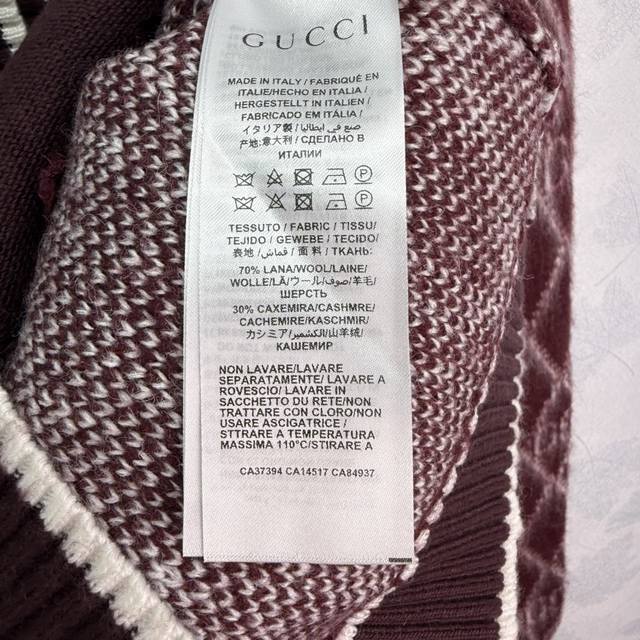 GUCCI
MADE IN ITALY / FABRIQUÉ EN
ITALIE/HECHO EN ITALIA /
HERGESTELLT IN ITALIEN /
FABRICADO EM ITÁLIA /
イタリア製 / صنع في ايطاليا /
产地:意大利 / СДЕЛАНО В
ИТАЛИИ
TESSUTO / FABRIC / TISSU/
TEJIDO / GEWEBE / TECIDO/
表地 / قماش / 面料 / ТКАНЬ:
70% LANA/WOOL/LAINE/
WOLLE/LÃ/ウール/صوف/羊毛/
ШЕРСТЬ
30% CAXEMIRA/CASHMRE/
CACHEMIRE/KASCHMIR/
カシミア/الكشمير/山羊绒/
КАШЕМИР
NON LAVARE/LAVARE
SEPARATAMENTE/ LAVARE A
ROVESCIO/ LAVARE IN
SACCHETTO DU RETE/NON
TRATTARE CON CLORO/NON
USARE ASCIGATRICE /
STTRARE A TEMPERATURA
MASSIMA 110°C/STIRARE A
CA37394 CA14517 CA84937